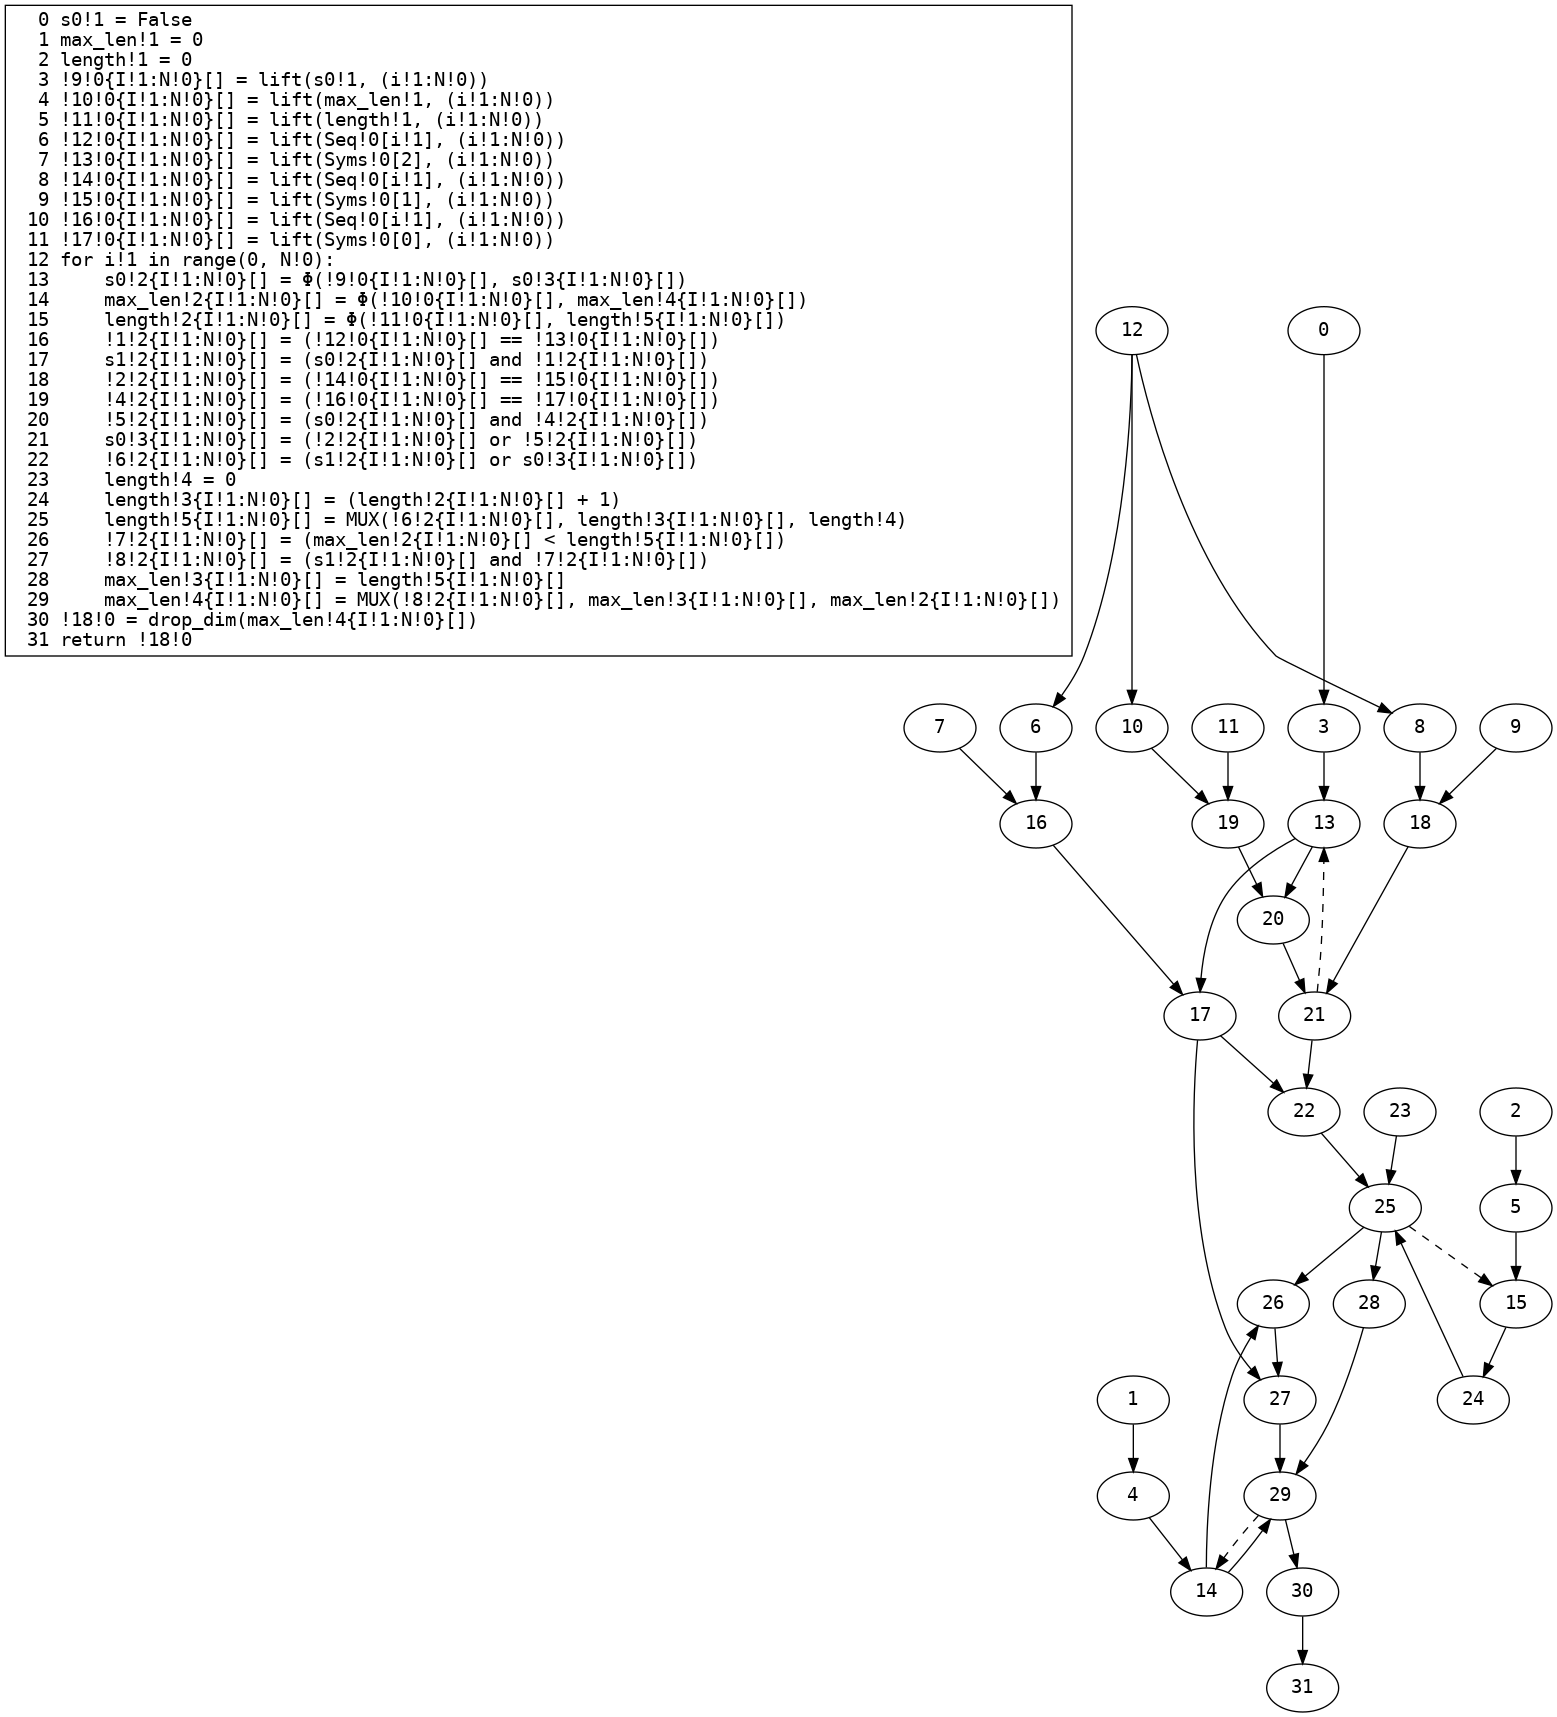 0 s0!1 = False
1 max_len!1 = 0
2 length!1 = 0
3 !9!0{I!1:N!0}[] = lift(s0!1, (i!1:N!0))
4 !10!0{I!1:N!0}[] = lift(max_len!1, (i!1:N!0))
5 !11!0{I!1:N!0}[] = lift(length!1, (i!1:N!0))
6 !12!0{I!1:N!0}[] = lift(Seq!0[i!1], (i!1:N!0))
7 !13!0{I!1:N!0}[] = lift(Syms!0[2], (i!1:N!0))
8 !14!0{I!1:N!0}[] = lift(Seq!0[i!1], (i!1:N!0))
9 !15!0{I!1:N!0}[] = lift(Syms!0[1], (i!1:N!0))
10 !16!0{I!1:N!0}[] = lift(Seq!0[i!1], (i!1:N!0))
11 !17!0{I!1:N!0}[] = lift(Syms!0[0], (i!1:N!0))
12 for i!1 in range(0, N!0):
13     s0!2{I!1:N!0}[] = Φ(!9!0{I!1:N!0}[], s0!3{I!1:N!0}[])
14     max_len!2{I!1:N!0}[] = Φ(!10!0{I!1:N!0}[], max_len!4{I!1:N!0}[])
15     length!2{I!1:N!0}[] = Φ(!11!0{I!1:N!0}[], length!5{I!1:N!0}[])
16     !1!2{I!1:N!0}[] = (!12!0{I!1:N!0}[] == !13!0{I!1:N!0}[])
17     s1!2{I!1:N!0}[] = (s0!2{I!1:N!0}[] and !1!2{I!1:N!0}[])
18     !2!2{I!1:N!0}[] = (!14!0{I!1:N!0}[] == !15!0{I!1:N!0}[])
19     !4!2{I!1:N!0}[] = (!16!0{I!1:N!0}[] == !17!0{I!1:N!0}[])
20     !5!2{I!1:N!0}[] = (s0!2{I!1:N!0}[] and !4!2{I!1:N!0}[])
21     s0!3{I!1:N!0}[] = (!2!2{I!1:N!0}[] or !5!2{I!1:N!0}[])
22     !6!2{I!1:N!0}[] = (s1!2{I!1:N!0}[] or s0!3{I!1:N!0}[])
23     length!4 = 0
24     length!3{I!1:N!0}[] = (length!2{I!1:N!0}[] + 1)
25     length!5{I!1:N!0}[] = MUX(!6!2{I!1:N!0}[], length!3{I!1:N!0}[], length!4)
26     !7!2{I!1:N!0}[] = (max_len!2{I!1:N!0}[] < length!5{I!1:N!0}[])
27     !8!2{I!1:N!0}[] = (s1!2{I!1:N!0}[] and !7!2{I!1:N!0}[])
28     max_len!3{I!1:N!0}[] = length!5{I!1:N!0}[]
29     max_len!4{I!1:N!0}[] = MUX(!8!2{I!1:N!0}[], max_len!3{I!1:N!0}[], max_len!2{I!1:N!0}[])
30 !18!0 = drop_dim(max_len!4{I!1:N!0}[])
31 return !18!0
12
0
7
6
10
11
3
8
9
16
19
13
18
20
17
21
22
23
2
25
5
26
28
15
1
27
24
4
29
14
30
31